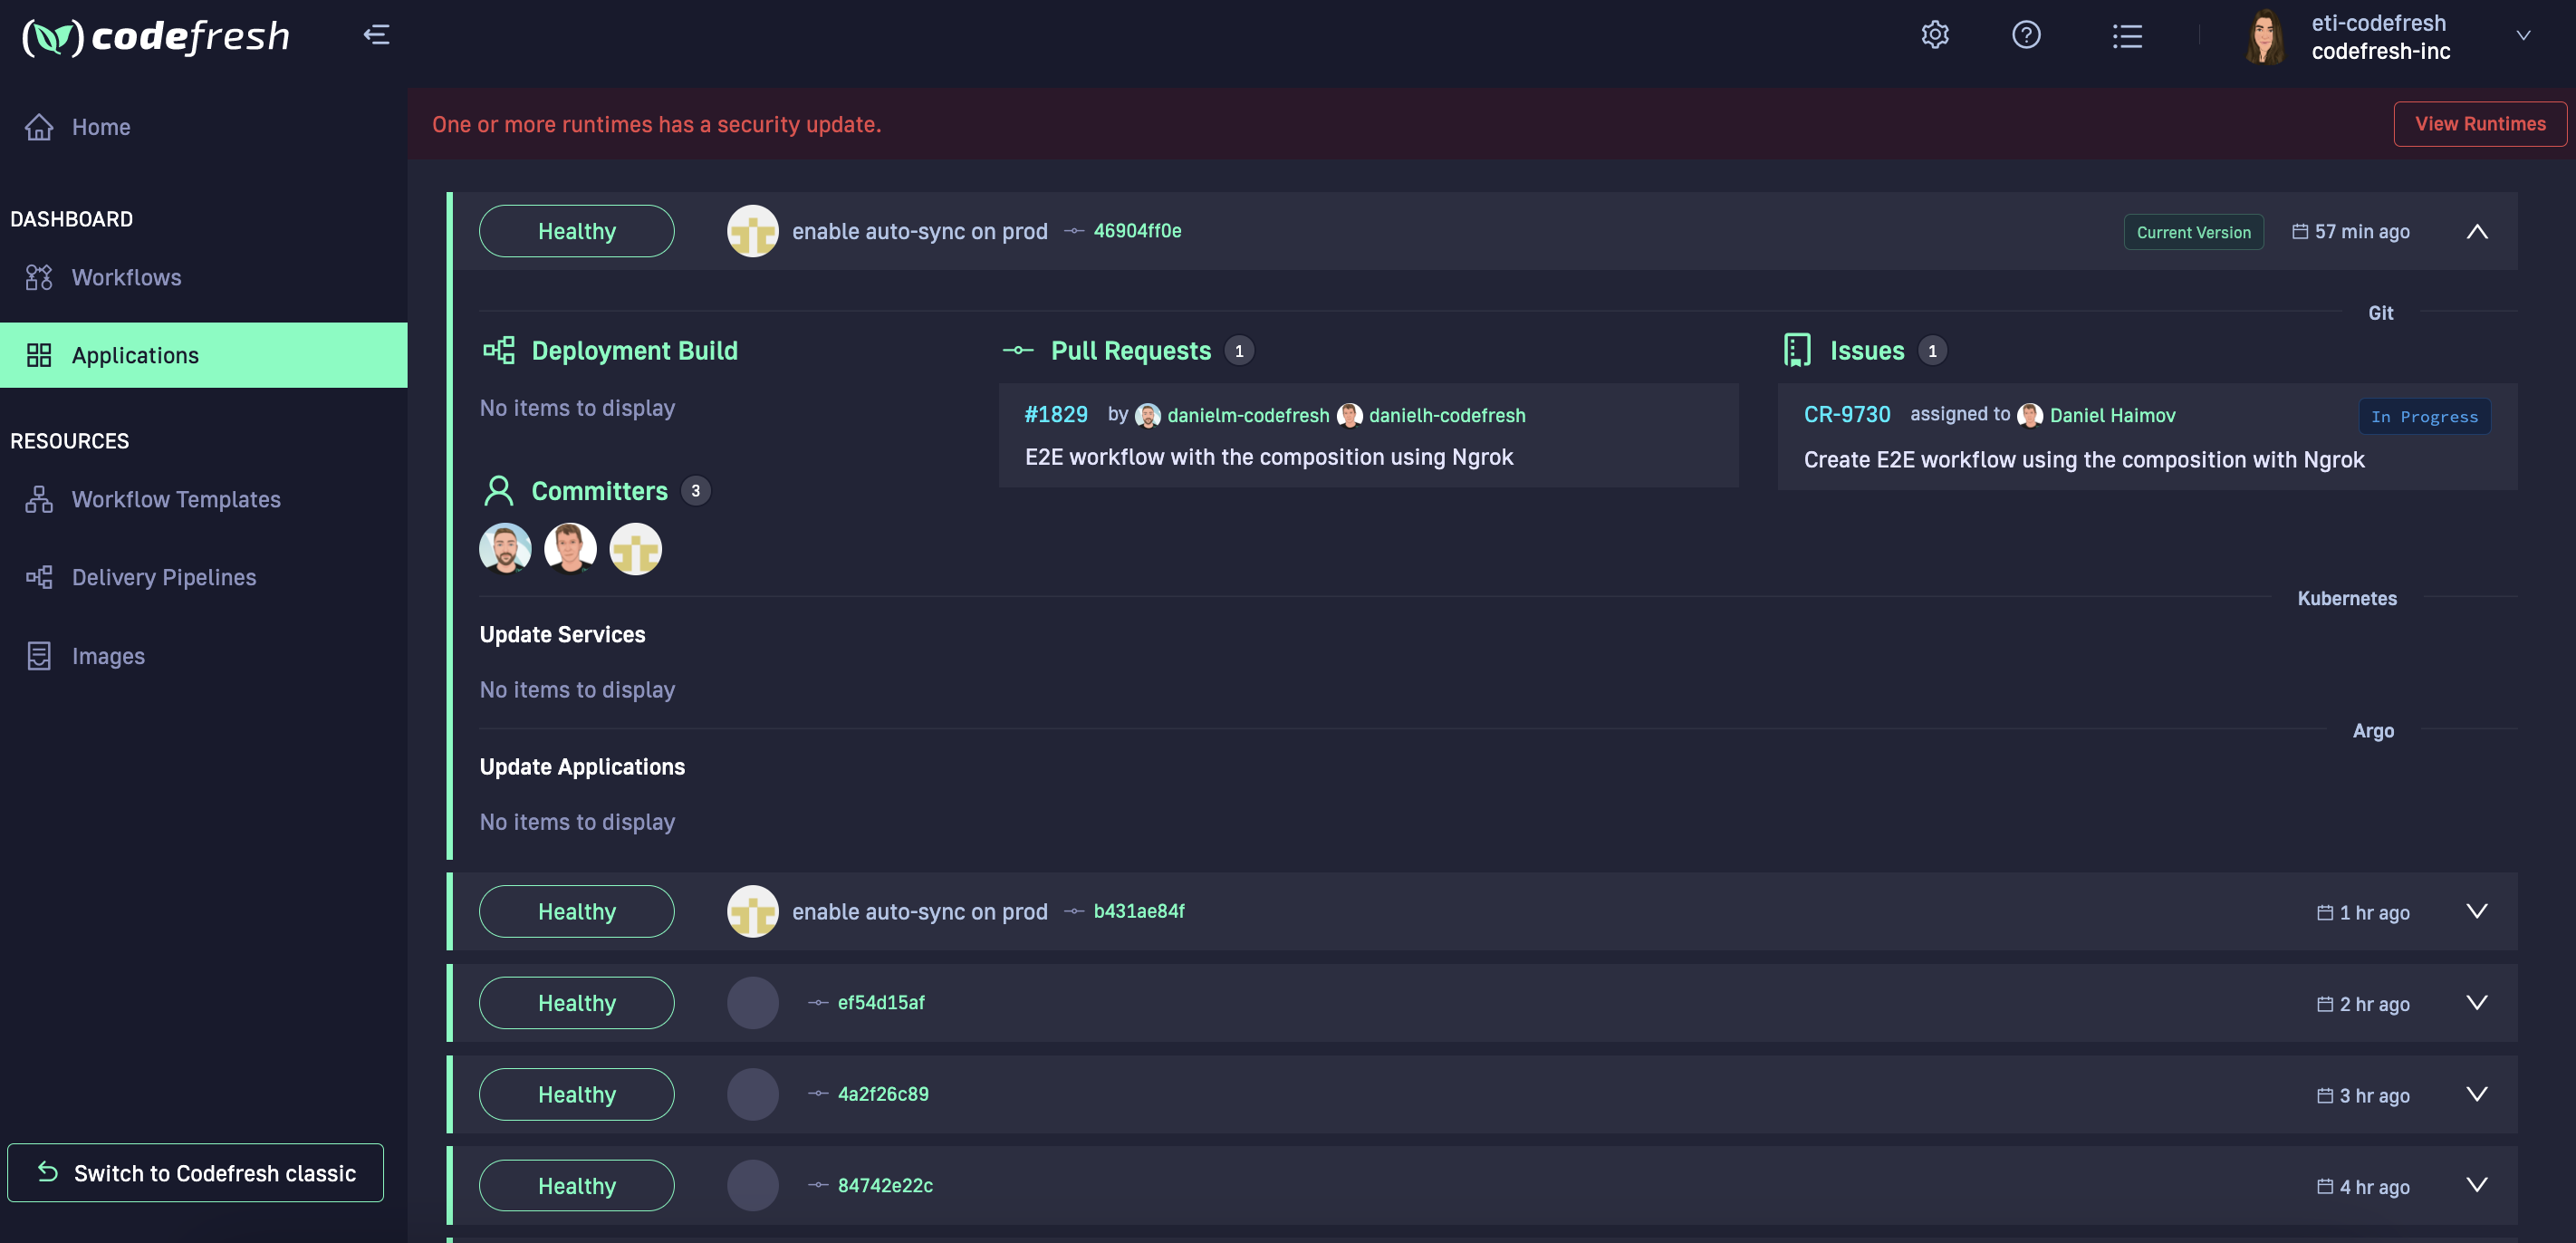 codefresh
eti-codefresh
codefresh-inc
Home
DASHBOARD
Workflows
Applications
RESOURCES
Workflow Templates
Delivery Pipelines
Images
Switch to Codefresh classic
One or more runtimes has a security update.
View Runtimes
Healthy enable auto-sync on prod 46904ff0e Current Version 57 min ago
Git
Deployment Build
No items to display
Committers 3
Pull Requests 1
#1829 by danielm-codefresh danielh-codefresh
E2E workflow with the composition using Ngrok
Issues 1
CR-9730 assigned to Daniel Haimov In Progress
Create E2E workflow using the composition with Ngrok
Kubernetes
Update Services
No items to display
Argo
Update Applications
No items to display
Healthy enable auto-sync on prod b431ae84f 1 hr ago
Healthy ef54d15af 2 hr ago
Healthy 4a2f26c89 3 hr ago
Healthy 84742e22c 4 hr ago